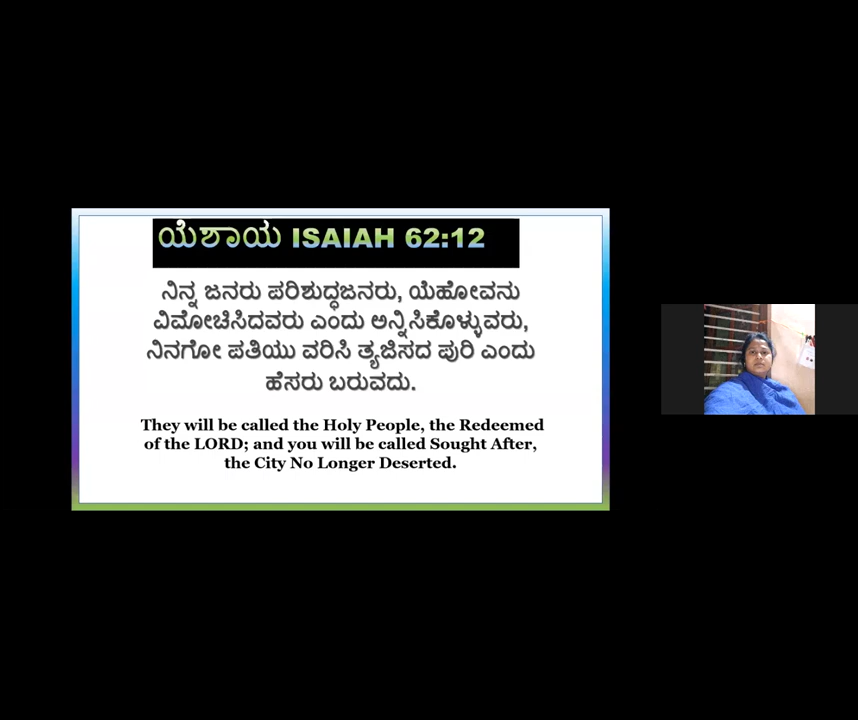 ಯೆಶಾಯ ISAIAH 62:12
ನಿನ್ನ ಜನರು ಪರಿಶುದ್ಧಜನರು, ಯೆಹೋವನು
ವಿಮೋಚಿಸಿದವರು ಎಂದು ಅನ್ನಿಸಿಕೊಳ್ಳುವರು,
ನಿನಗೋ ಪತಿಯು ವರಿಸಿ ತ್ಯಜಿಸದ ಪುರಿ ಎಂದು
ಹೆಸರು ಬರುವದು.
They will be called the Holy People, the Redeemed
of the LORD; and you will be called Sought After,
the City No Longer Deserted.